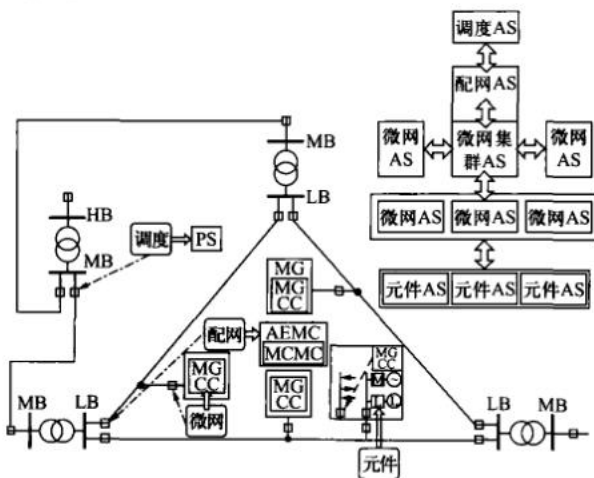 调度AS
配网AS
微网
AS
微网集
群AS
微网
AS
微网AS
微网AS
微网AS
元件AS
元件AS
元件AS
MB
LB
HB
MB
调度
PS
MG
MG
CC
配网
AEMC
MCMC
MG
CC
MG
CC
MG
CC
M
微网
元件
MB
LB
LB
MB